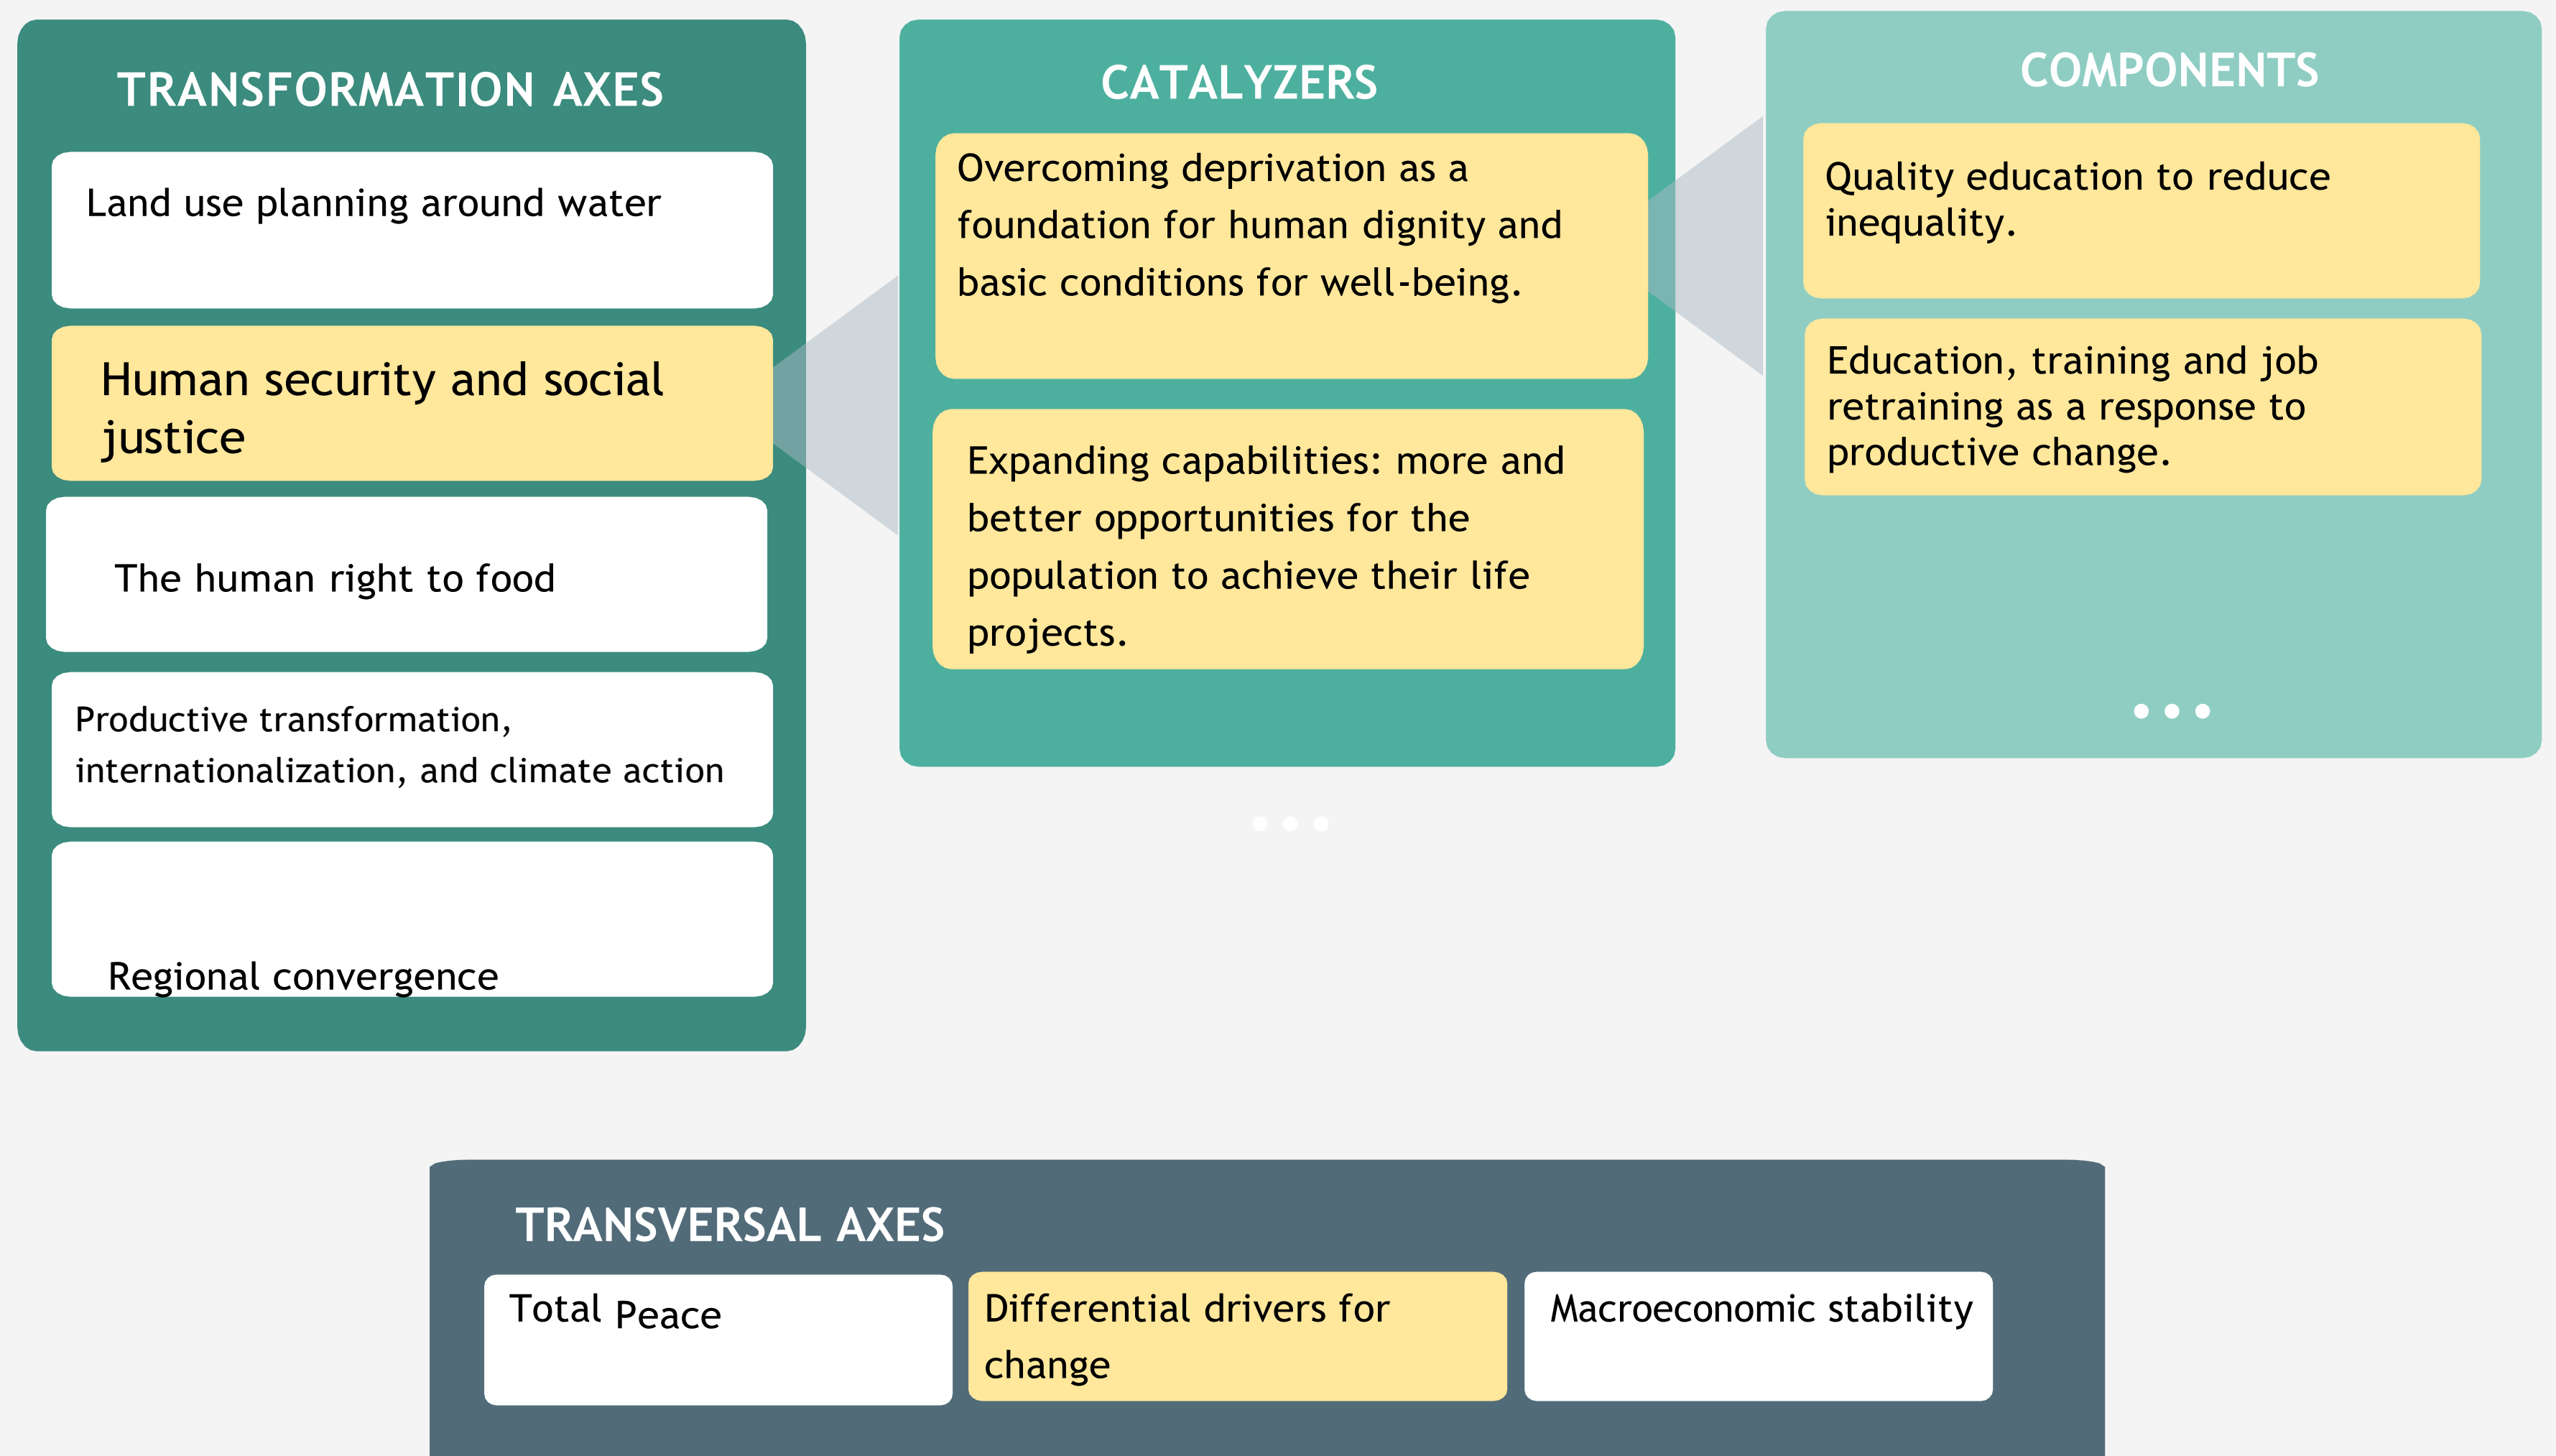 TRANSFORMATION AXES
Land use planning around water
Human security and social
justice
The human right to food
Productive transformation,
internationalization, and climate action
Regional convergence
CATALYZERS
Overcoming deprivation as a
foundation for human dignity and
basic conditions for well-being.
Expanding capabilities: more and
better opportunities for the
population to achieve their life
projects.
...
COMPONENTS
Quality education to reduce
inequality.
Education, training and job
retraining as a response to
productive change.
...
TRANSVERSAL AXES
Total Peace
Differential drivers for
change
Macroeconomic stability